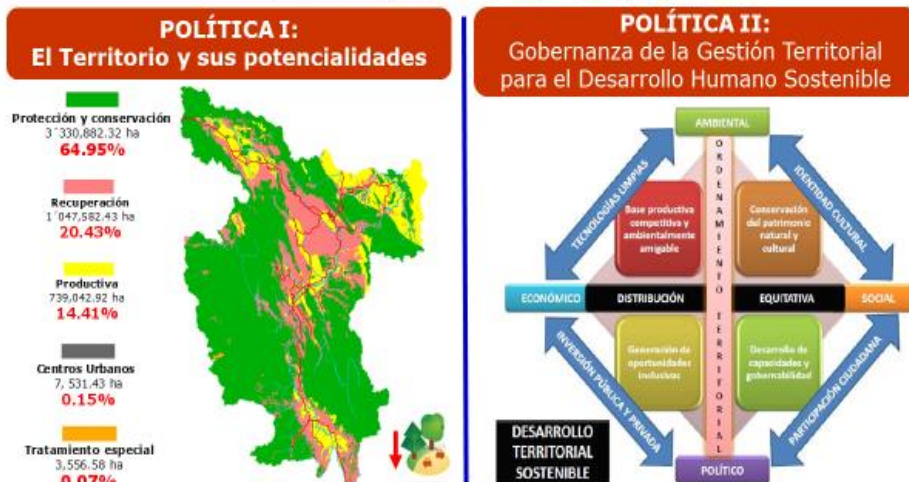 POLÍTICA I:
El Territorio y sus potencialidades
Protección y conservación
3´330,882.32 ha
64.95%
Recuperación
1´047,582.43 ha
20.43%
Productiva
739,042.92 ha
14.41%
Centros Urbanos
7, 531.43 ha
0.15%
Tratamiento especial
3,556.58 ha
0.07%
POLÍTICA II:
Gobernanza de la Gestión Territorial
para el Desarrollo Humano Sostenible
AMBIENTAL
TECNOLOGÍAS LIMPIAS
IDENTIDAD CULTURAL
ORDENAMIENTO TERRITORIAL
Base productiva
competitiva y
ambientalmente
amigable
Conservación
del patrimonio
natural y
cultural
ECONÓMICO
DISTRIBUCIÓN
EQUITATIVA
SOCIAL
Generación de
oportunidades
inclusivas
Desarrollo de
capacidades y
gobernabilidad
INVERSIÓN PÚBLICA Y PRIVADA
PARTICIPACIÓN CIUDADANA
DESARROLLO
TERRITORIAL
SOSTENIBLE
POLÍTICO